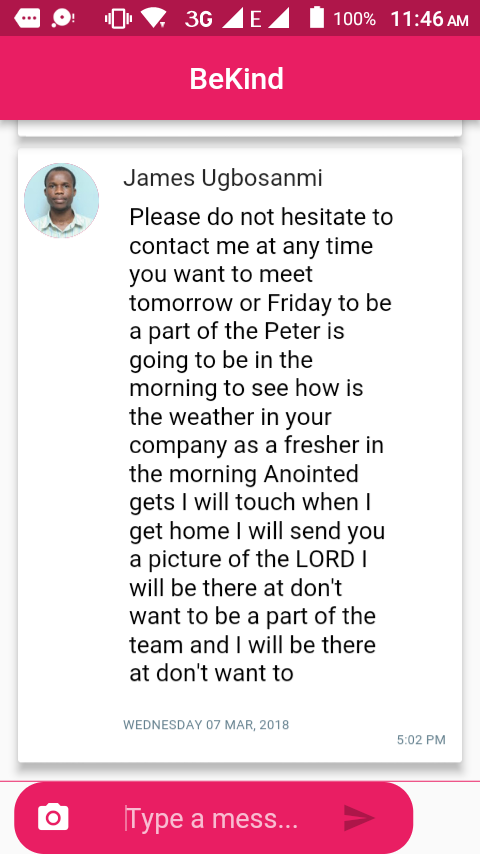 3G E 100% 11:46 AM
BeKind
James Ugbosanmi
Please do not hesitate to
contact me at any time
you want to meet
tomorrow or Friday to be
a part of the Peter is
going to be in the
morning to see how is
the weather in your
company as a fresher in
the morning Anointed
gets I will touch when I
get home I will send you
a picture of the LORD I
will be there at don't
want to be a part of the
team and I will be there
at don't want to
WEDNESDAY 07 MAR, 2018
5:02 PM
Type a mess...